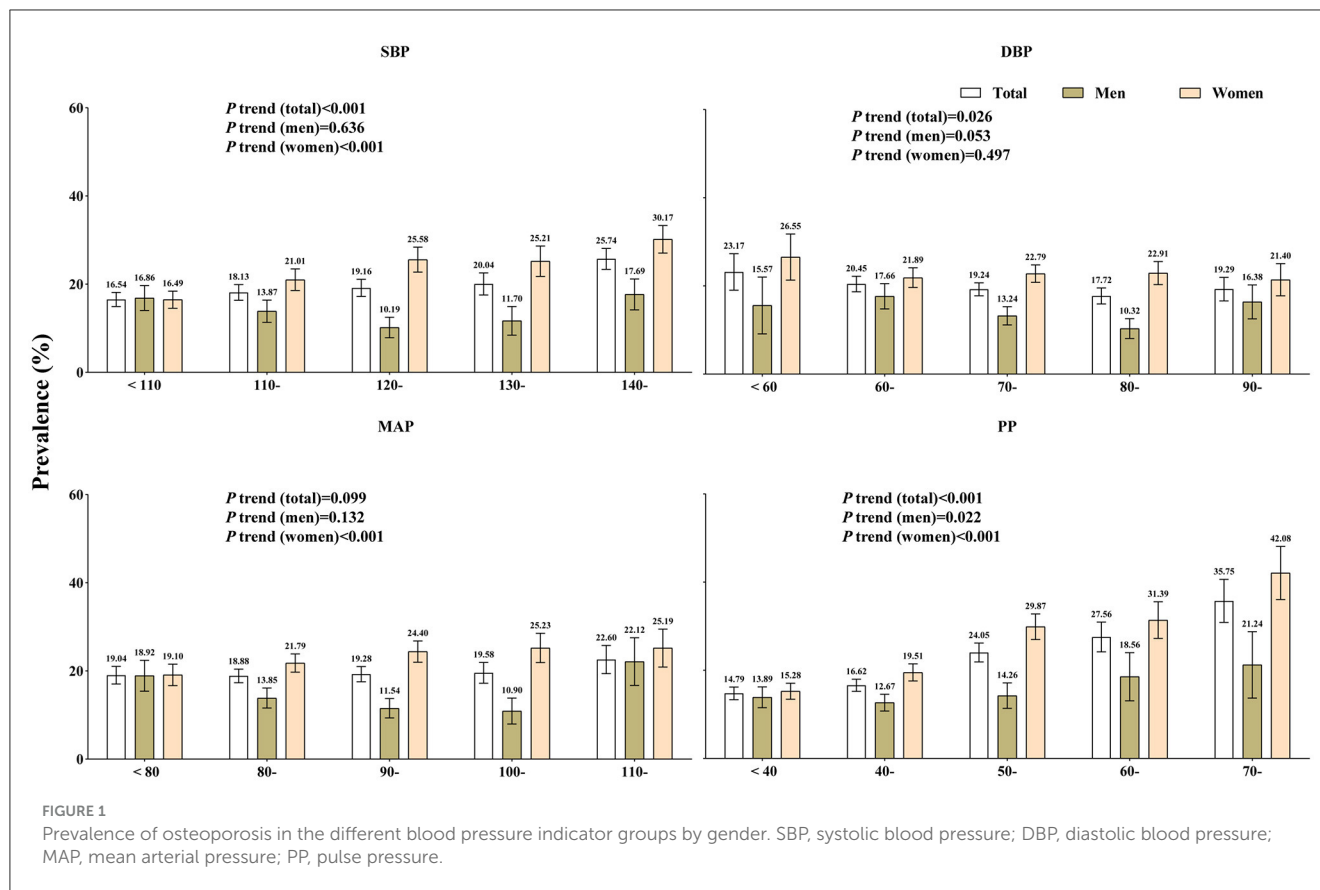 SBP
P trend (total)<0.001
P trend (men)=0.636
P trend (women)<0.001
60
40
20
0
16.54 16.86 16.49
18.13 13.87 21.01
19.16 10.19 25.58
20.04 11.70 25.21
25.74 17.69 30.17
< 110 110- 120- 130- 140-
DBP
Total Men Women
P trend (total)=0.026
P trend (men)=0.053
P trend (women)=0.497
23.17 15.57 26.55
20.45 17.66 21.89
19.24 13.24 22.79
17.72 10.32 22.91
19.29 16.38 21.40
< 60 60- 70- 80- 90-
Prevalence (%)
MAP
P trend (total)=0.099
P trend (men)=0.132
P trend (women)<0.001
60
40
20
0
19.04 18.92 19.10
18.88 13.85 21.79
19.28 11.54 24.40
19.58 10.90 25.23
22.60 22.12 25.19
< 80 80- 90- 100- 110-
PP
P trend (total)<0.001
P trend (men)=0.022
P trend (women)<0.001
14.79 13.89 15.28
16.62 12.67 19.51
24.05 14.26 29.87
27.56 18.56 31.39
35.75 21.24 42.08
< 40 40- 50- 60- 70-
FIGURE 1
Prevalence of osteoporosis in the different blood pressure indicator groups by gender. SBP, systolic blood pressure; DBP, diastolic blood pressure;
MAP, mean arterial pressure; PP, pulse pressure.